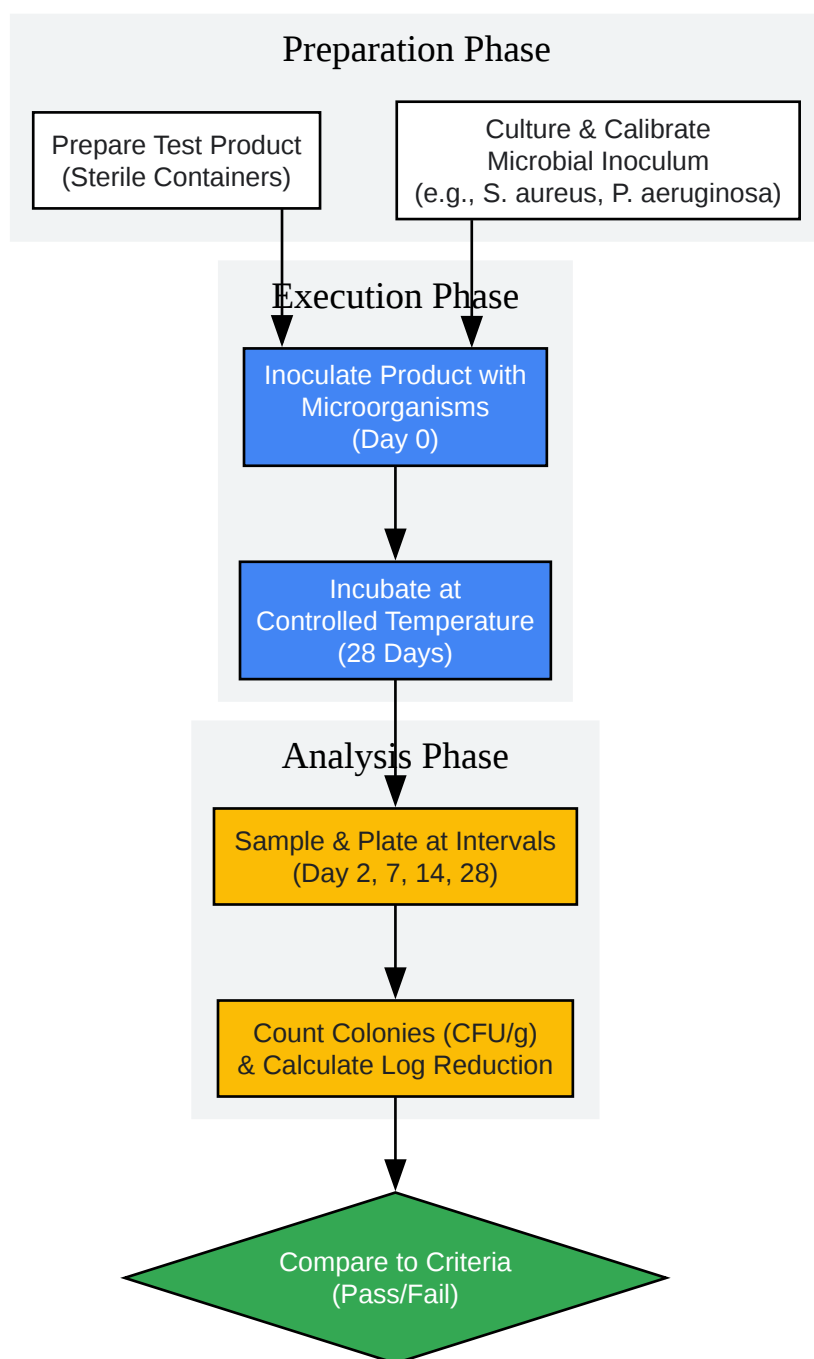 Preparation Phase
Prepare Test Product
(Sterile Containers)
Culture & Calibrate
Microbial Inoculum
(e.g., S. aureus, P. aeruginosa)
Execution Phase
Inoculate Product with
Microorganisms
(Day 0)
Incubate at
Controlled Temperature
(28 Days)
Analysis Phase
Sample & Plate at Intervals
(Day 2, 7, 14, 28)
Count Colonies (CFU/g)
& Calculate Log Reduction
Compare to Criteria
(Pass/Fail)